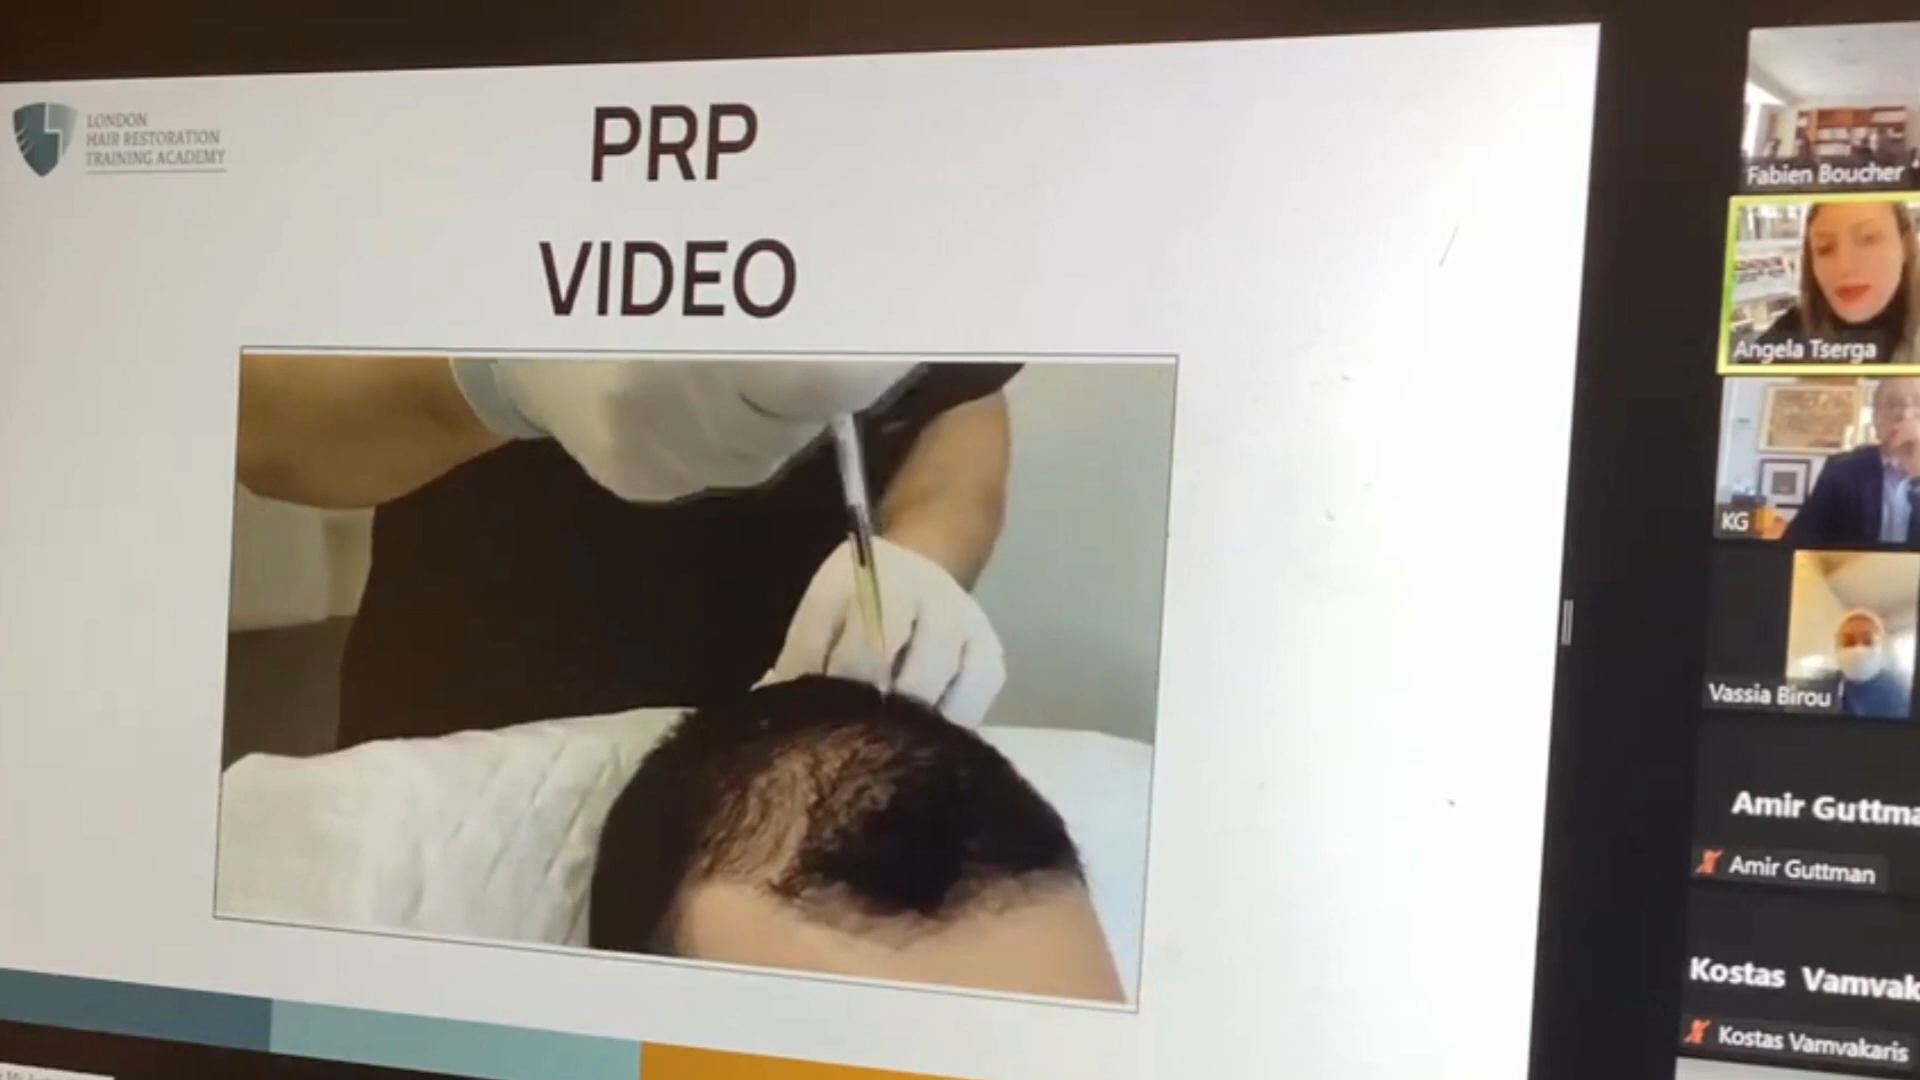 LONDON
HAIR RESTORATION
TRAINING ACADEMY
PRP
VIDEO
Fabien Boucher
Angela Tserga
KG
Vassia Birou
Amir Guttma
Amir Guttman
Kostas Vamvak
Kostas Vamvakaris